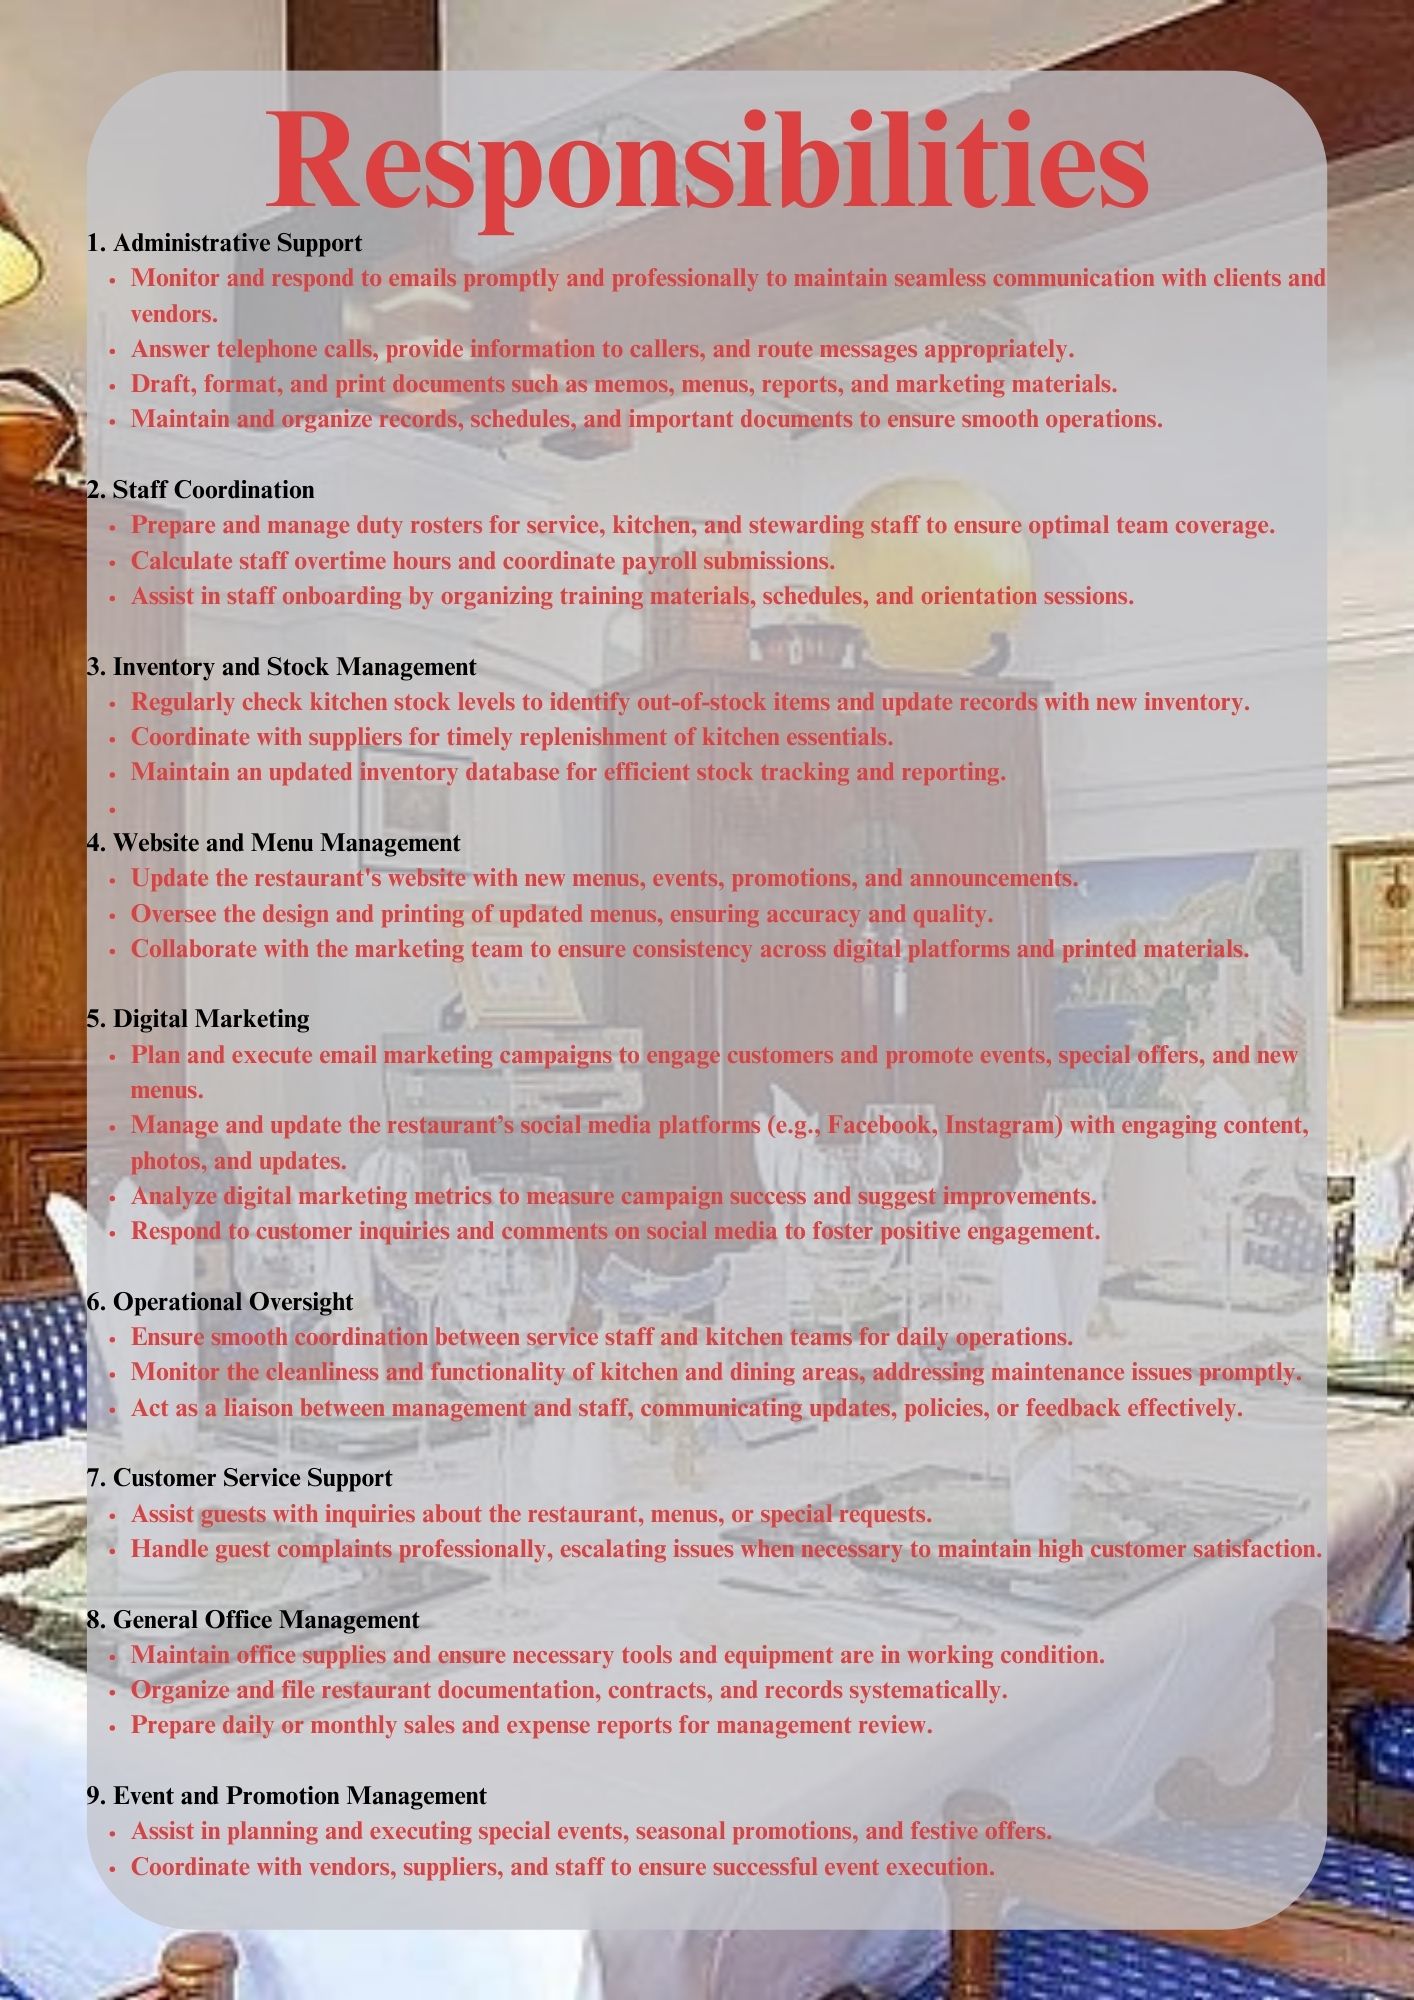 Responsibilities
1. Administrative Support
• Monitor and respond to emails promptly and professionally to maintain seamless communication with clients and
vendors.
• Answer telephone calls, provide information to callers, and route messages appropriately.
• Draft, format, and print documents such as memos, menus, reports, and marketing materials.
• Maintain and organize records, schedules, and important documents to ensure smooth operations.
2. Staff Coordination
• Prepare and manage duty rosters for service, kitchen, and stewarding staff to ensure optimal team coverage.
• Calculate staff overtime hours and coordinate payroll submissions.
• Assist in staff onboarding by organizing training materials, schedules, and orientation sessions.
3. Inventory and Stock Management
• Regularly check kitchen stock levels to identify out-of-stock items and update records with new inventory.
• Coordinate with suppliers for timely replenishment of kitchen essentials.
• Maintain an updated inventory database for efficient stock tracking and reporting.
•
4. Website and Menu Management
• Update the restaurant's website with new menus, events, promotions, and announcements.
• Oversee the design and printing of updated menus, ensuring accuracy and quality.
• Collaborate with the marketing team to ensure consistency across digital platforms and printed materials.
5. Digital Marketing
• Plan and execute email marketing campaigns to engage customers and promote events, special offers, and new
menus.
• Manage and update the restaurant’s social media platforms (e.g., Facebook, Instagram) with engaging content,
photos, and updates.
• Analyze digital marketing metrics to measure campaign success and suggest improvements.
• Respond to customer inquiries and comments on social media to foster positive engagement.
6. Operational Oversight
• Ensure smooth coordination between service staff and kitchen teams for daily operations.
• Monitor the cleanliness and functionality of kitchen and dining areas, addressing maintenance issues promptly.
• Act as a liaison between management and staff, communicating updates, policies, or feedback effectively.
7. Customer Service Support
• Assist guests with inquiries about the restaurant, menus, or special requests.
• Handle guest complaints professionally, escalating issues when necessary to maintain high customer satisfaction.
8. General Office Management
• Maintain office supplies and ensure necessary tools and equipment are in working condition.
• Organize and file restaurant documentation, contracts, and records systematically.
• Prepare daily or monthly sales and expense reports for management review.
9. Event and Promotion Management
• Assist in planning and executing special events, seasonal promotions, and festive offers.
• Coordinate with vendors, suppliers, and staff to ensure successful event execution.